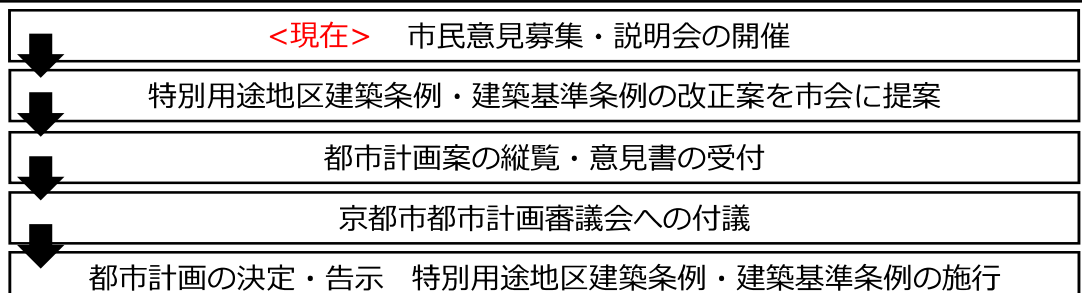 <現在> 市民意見募集・説明会の開催
特別用途地区建築条例・建築基準条例の改正案を市会に提案
都市計画案の縦覧・意見書の受付
京都市都市計画審議会への付議
都市計画の決定・告示 特別用途地区建築条例・建築基準条例の施行